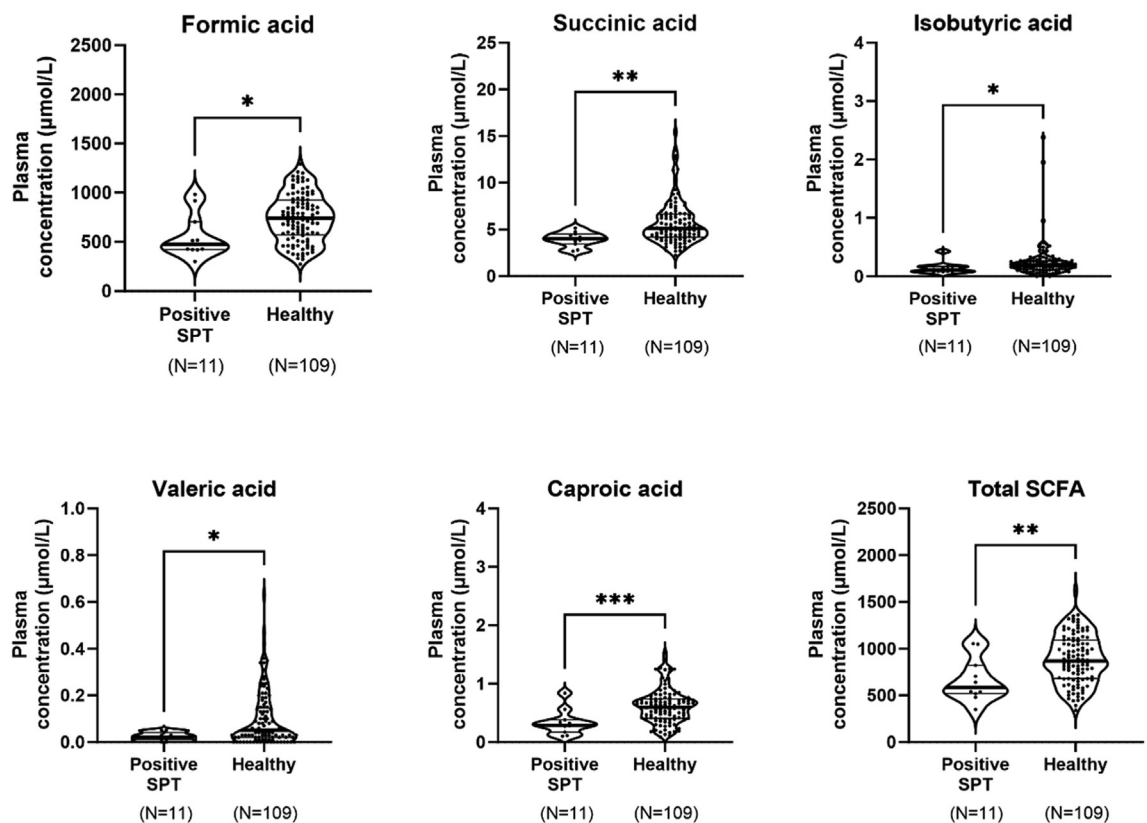 Formic acid
Plasma
concentration (µmol/L)
2500
2000
1500
1000
500
0
*
Positive
SPT
Healthy
(N=11)
(N=109)
Succinic acid
Plasma
concentration (µmol/L)
25
20
15
10
5
0
**
Positive
SPT
Healthy
(N=11)
(N=109)
Isobutyric acid
Plasma
concentration (µmol/L)
4
3
2
1
0
*
Positive
SPT
Healthy
(N=11)
(N=109)
Valeric acid
Plasma
concentration (µmol/L)
1.0
0.8
0.6
0.4
0.2
0.0
*
Positive
SPT
Healthy
(N=11)
(N=109)
Caproic acid
Plasma
concentration (µmol/L)
4
3
2
1
0
***
Positive
SPT
Healthy
(N=11)
(N=109)
Total SCFA
Plasma
concentration (µmol/L)
2500
2000
1500
1000
500
0
**
Positive
SPT
Healthy
(N=11)
(N=109)